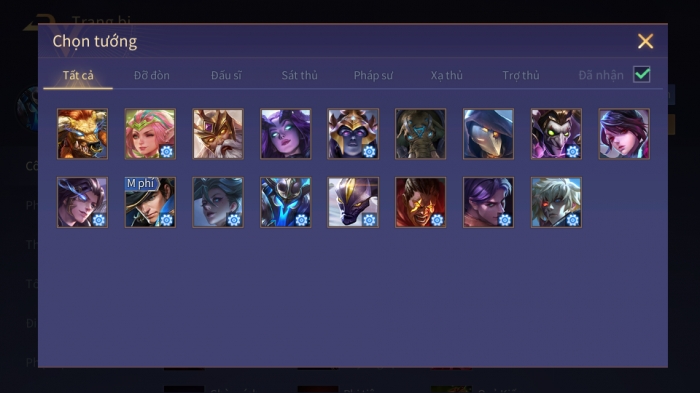 Trang bị
Chọn tướng
Tất cả
Đỡ đòn
Đấu sĩ
Sát thủ
Pháp sư
Xạ thủ
Trợ thủ
Đã nhận
M phí